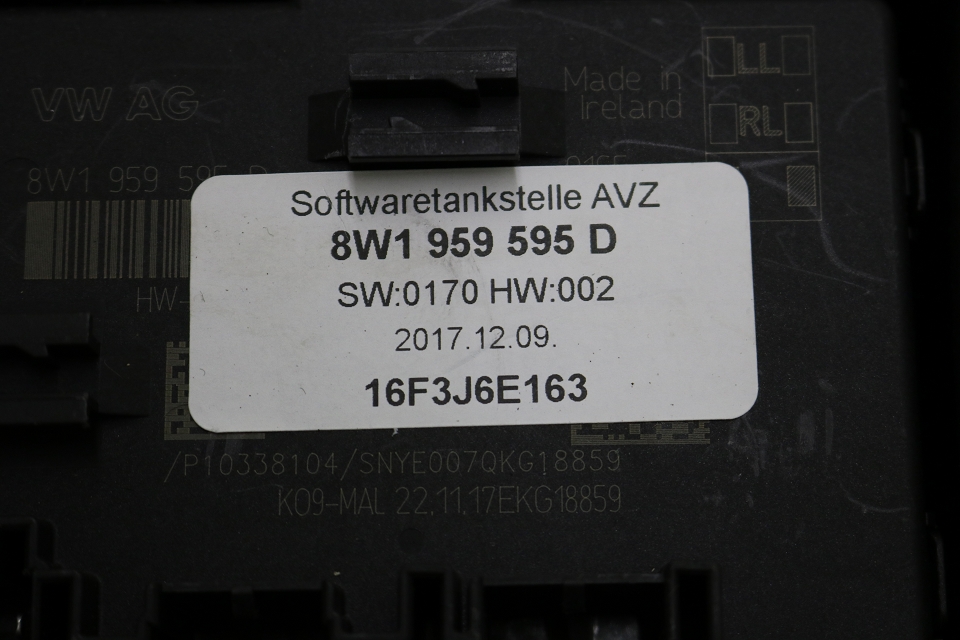 LL
VW AG
Made in
Ireland
RL
8W1 959 595 D
Softwaretankstelle AVZ
8W1 959 595 D
SW:0170 HW:002
HW-
2017.12.09.
16F3J6E163
/P10338104/SNYE007QKG18859
K09-MAL 22.11.17EKG18859